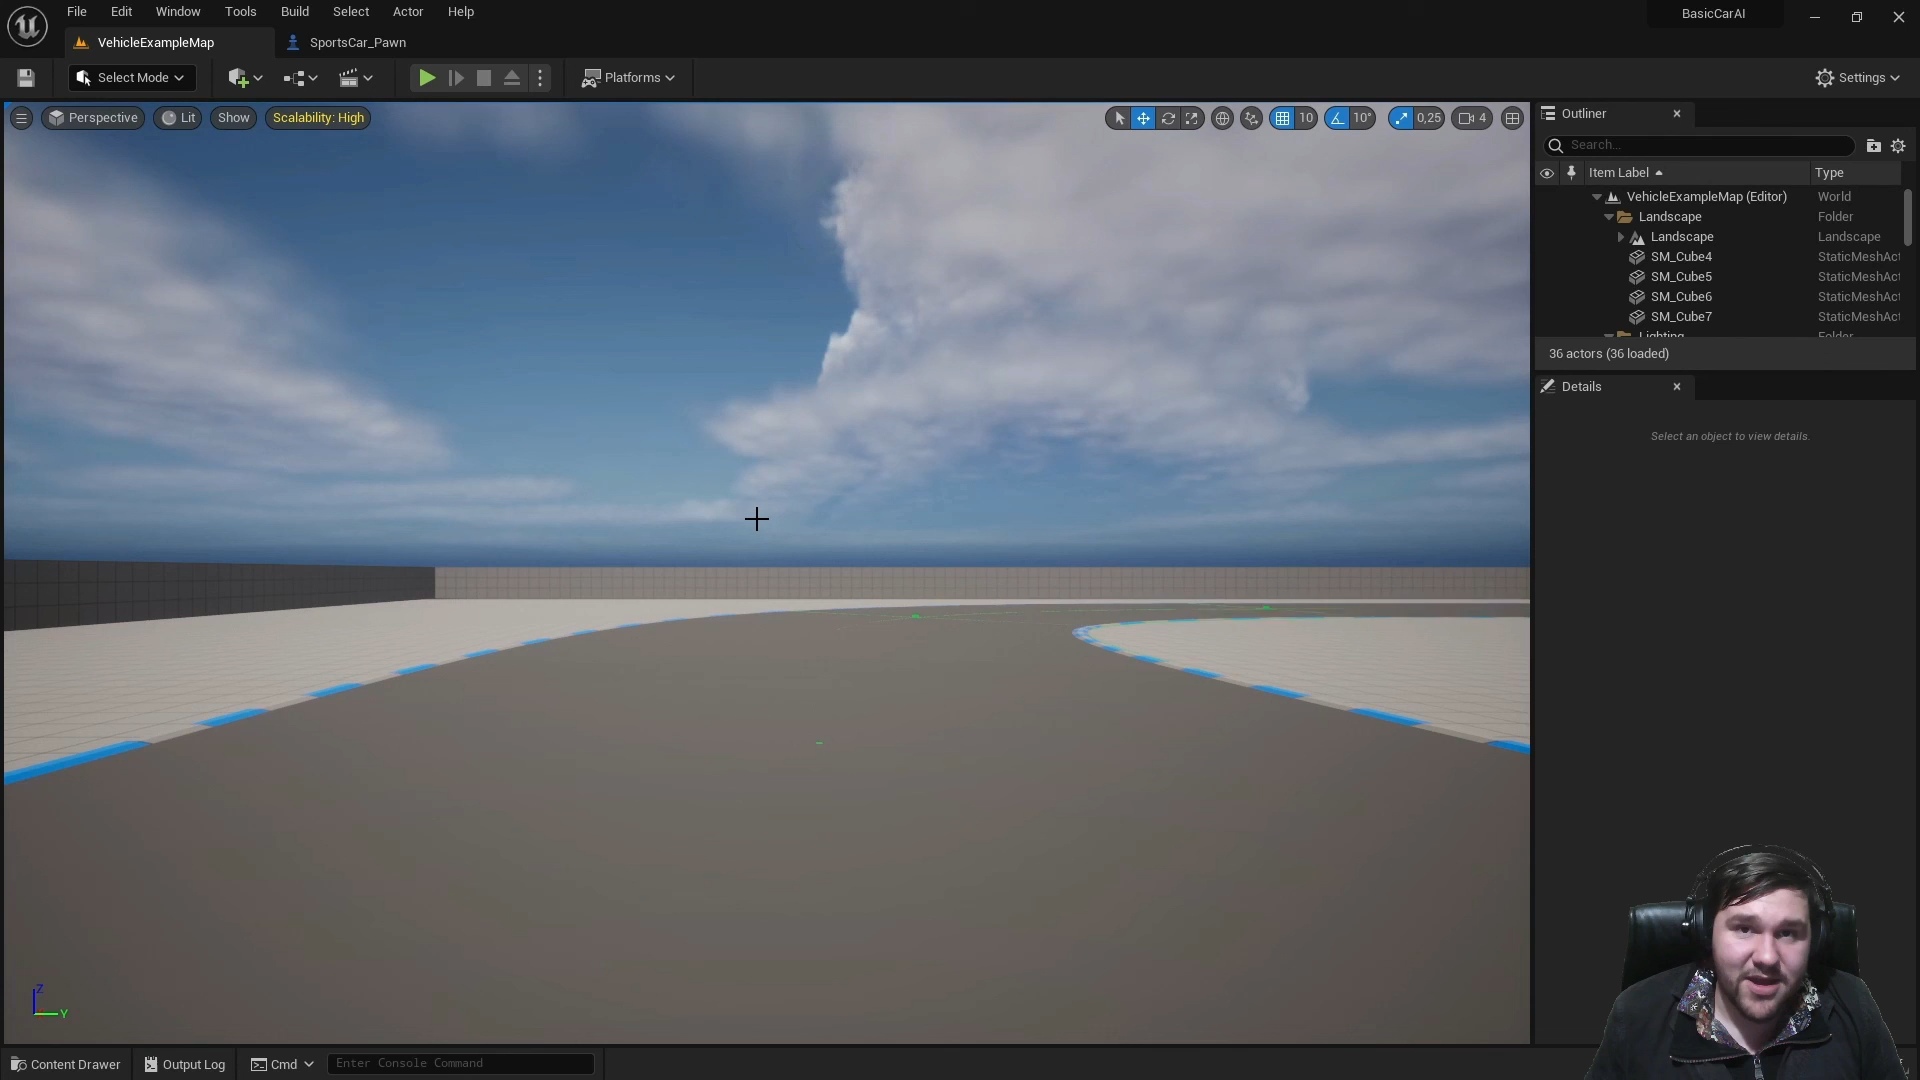 File Edit Window Tools Build Select Actor Help
BasicCarAI
VehicleExampleMap
SportsCar_Pawn
Select Mode
Platforms
Settings
Perspective
Lit
Show
Scalability: High
10
10°
0,25
4
Outliner
Search...
Item Label
Type
VehicleExampleMap (Editor) World
Landscape Folder
Landscape Landscape
SM_Cube4 StaticMeshAct
SM_Cube5 StaticMeshAct
SM_Cube6 StaticMeshAct
SM_Cube7 StaticMeshAct
Lighting Folder
36 actors (36 loaded)
Details
Select an object to view details.
Z
Y
Content Drawer
Output Log
Cmd
Enter Console Command